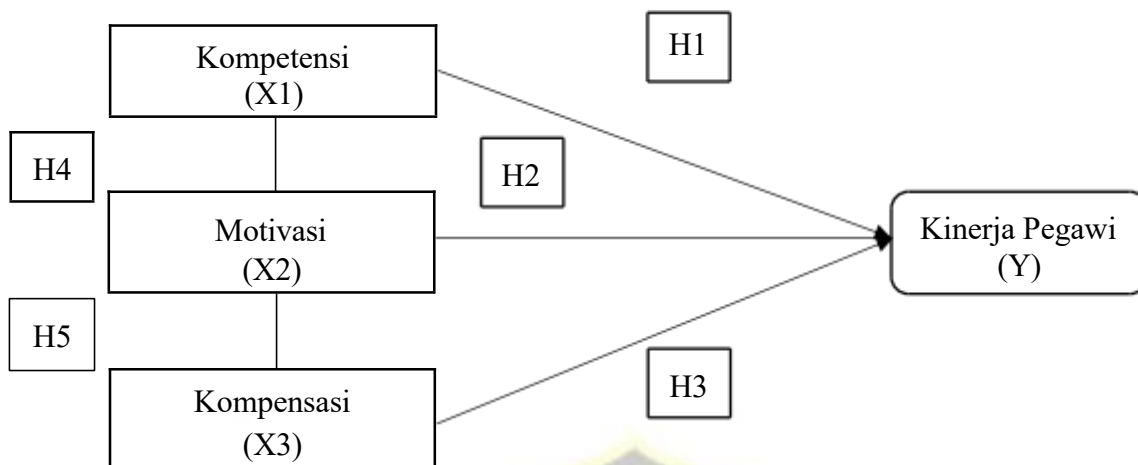 H1
Kompetensi
(X1)
H4
H2
Motivasi
(X2)
Kinerja Pegawi
(Y)
H5
H3
Kompensasi
(X3)